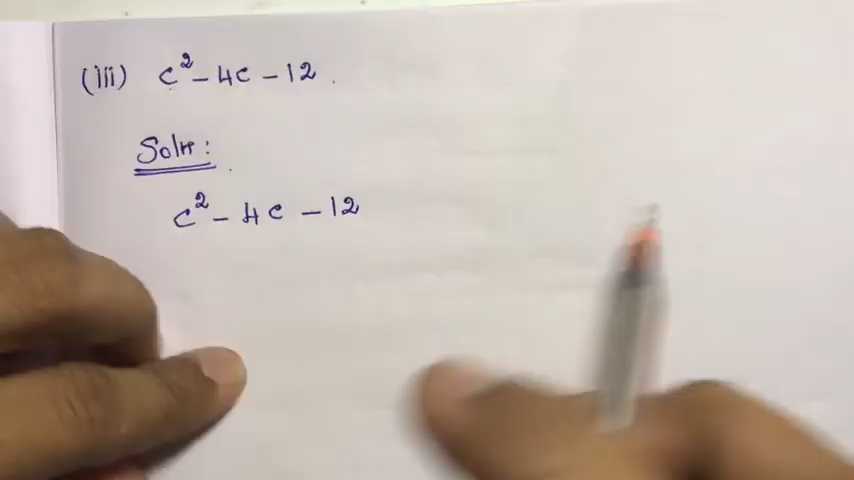 (iii) c² - 4c - 12.
Soln:
c² - 4c - 12